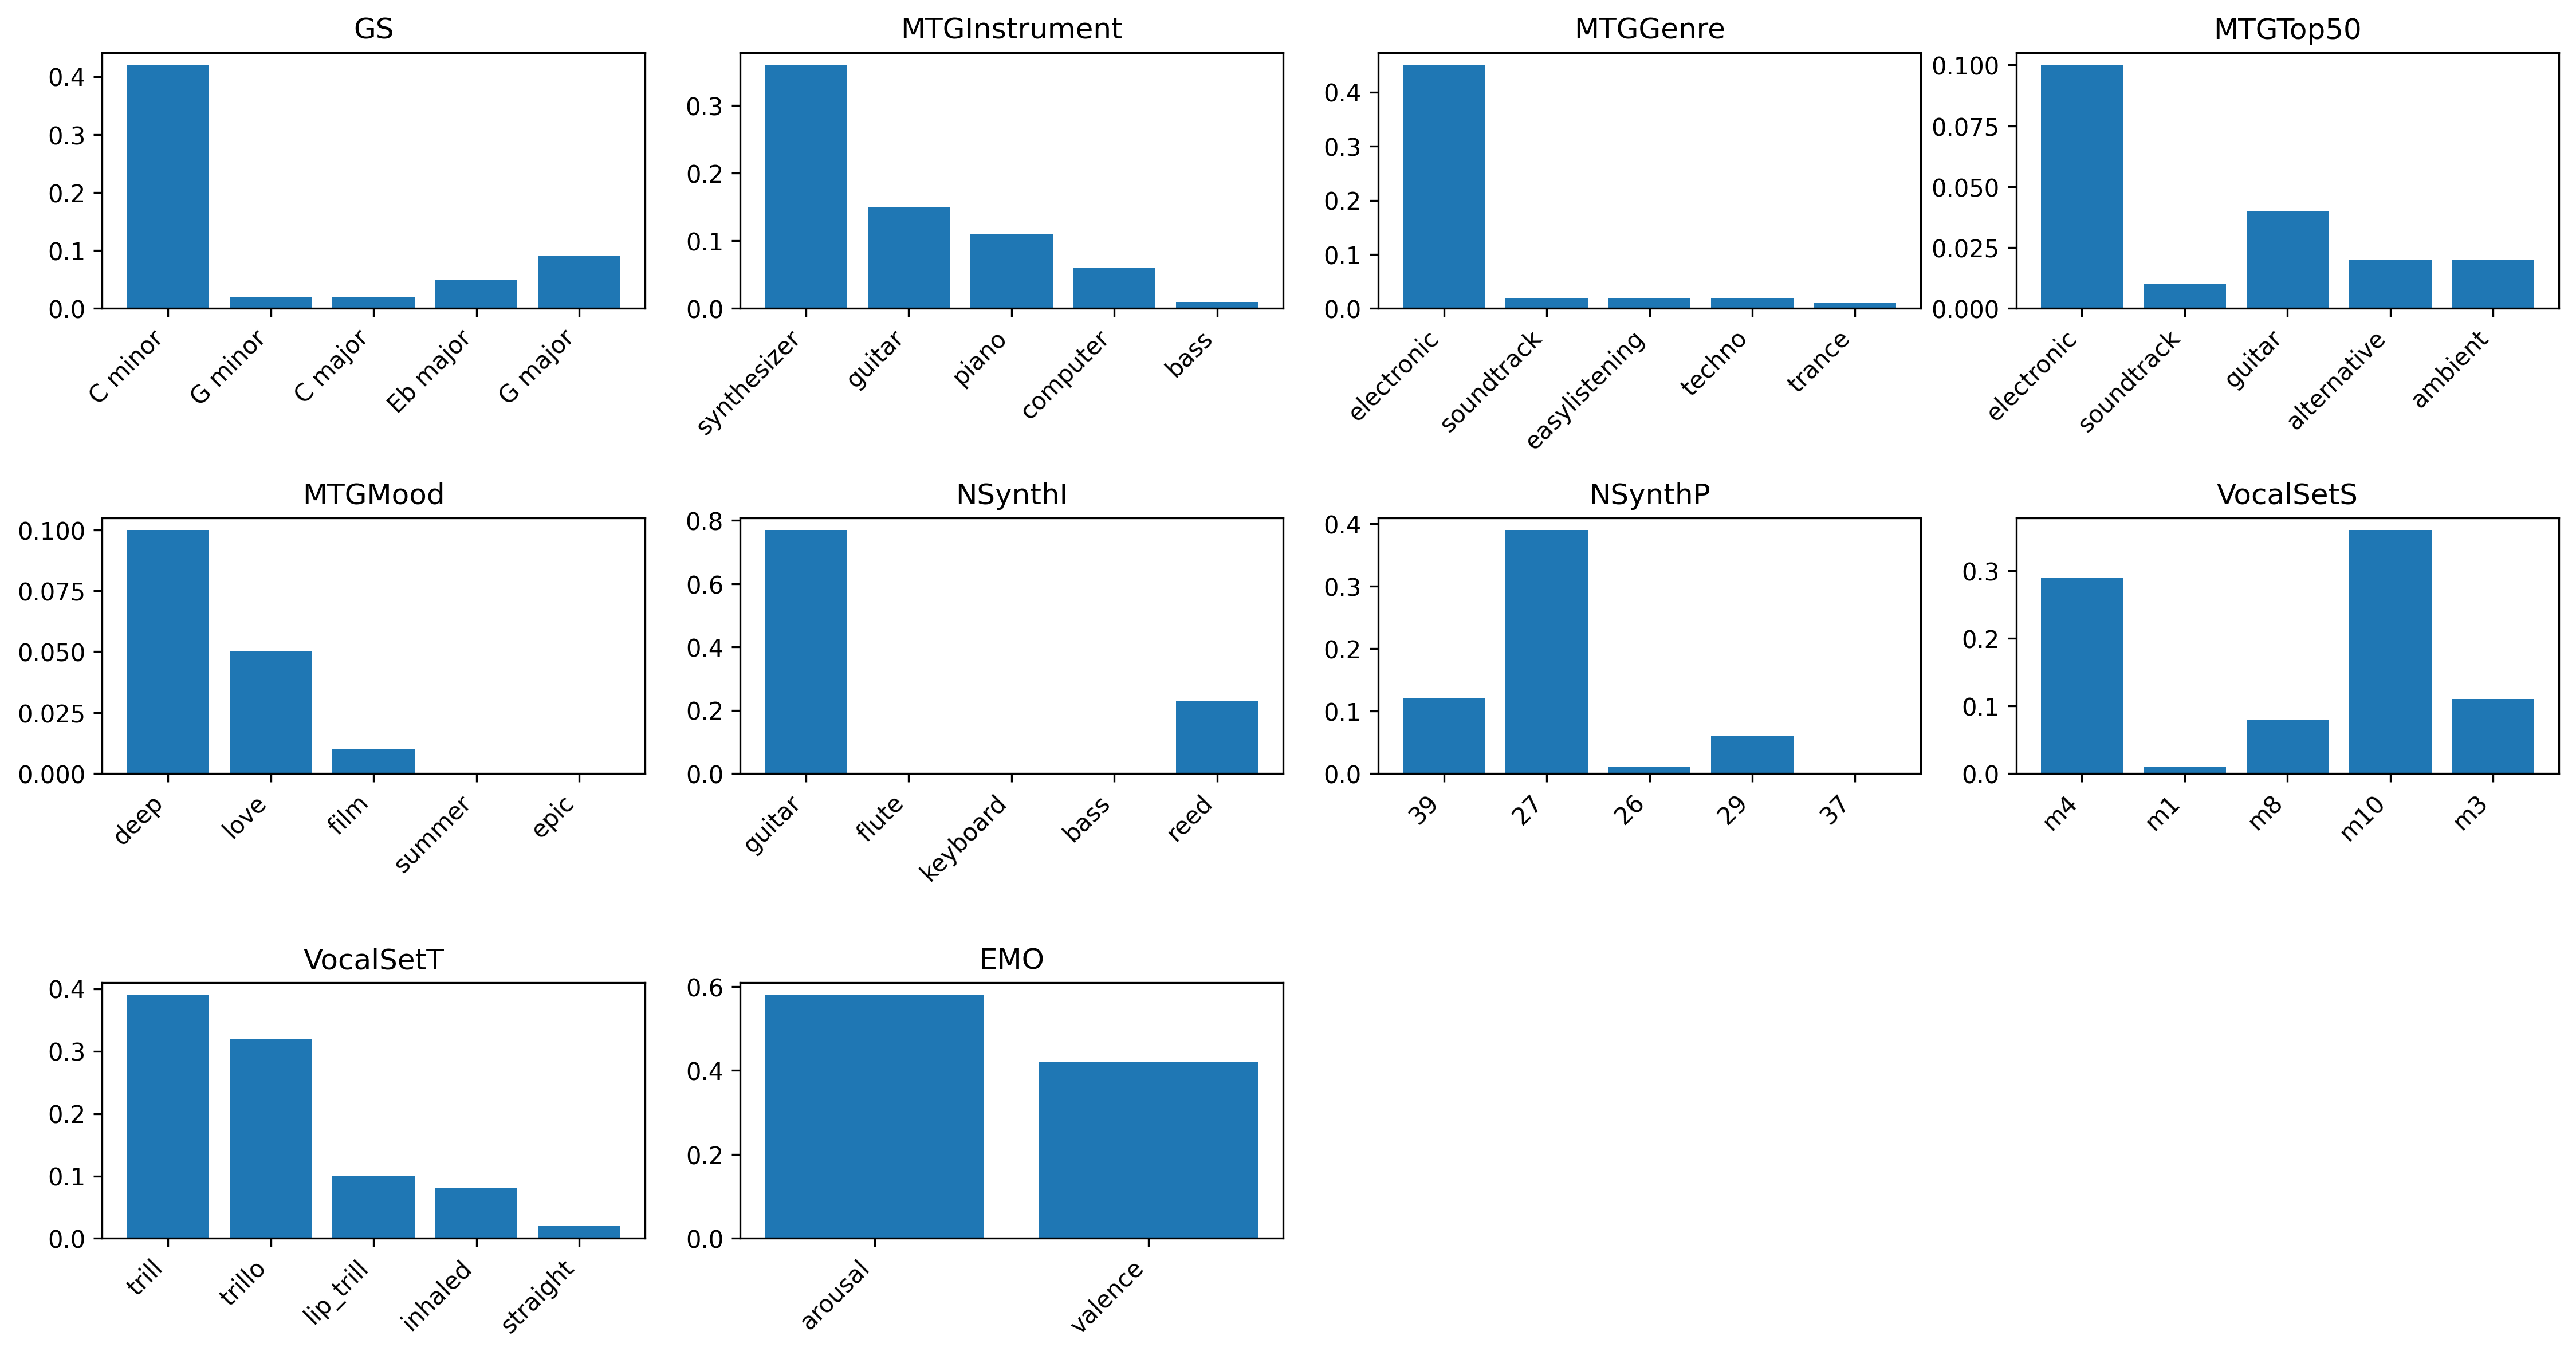 GS
0.4
0.3
0.2
0.1
0.0
C minor
G minor
C major
Eb major
G major
MTGInstrument
0.3
0.2
0.1
0.0
synthesizer
guitar
piano
computer
bass
MTGGenre
0.4
0.3
0.2
0.1
0.0
electronic
soundtrack
easylistening
techno
trance
MTGTop50
0.100
0.075
0.050
0.025
0.000
electronic
soundtrack
guitar
alternative
ambient
MTGMood
0.100
0.075
0.050
0.025
0.000
deep
love
film
summer
epic
NSynthI
0.8
0.6
0.4
0.2
0.0
guitar
flute
keyboard
bass
reed
NSynthP
0.4
0.3
0.2
0.1
0.0
39
27
26
29
37
VocalSetS
0.3
0.2
0.1
0.0
m4
m1
m8
m10
m3
VocalSetT
0.4
0.3
0.2
0.1
0.0
trill
trillo
lip_trill
inhaled
straight
EMO
0.6
0.4
0.2
0.0
arousal
valence